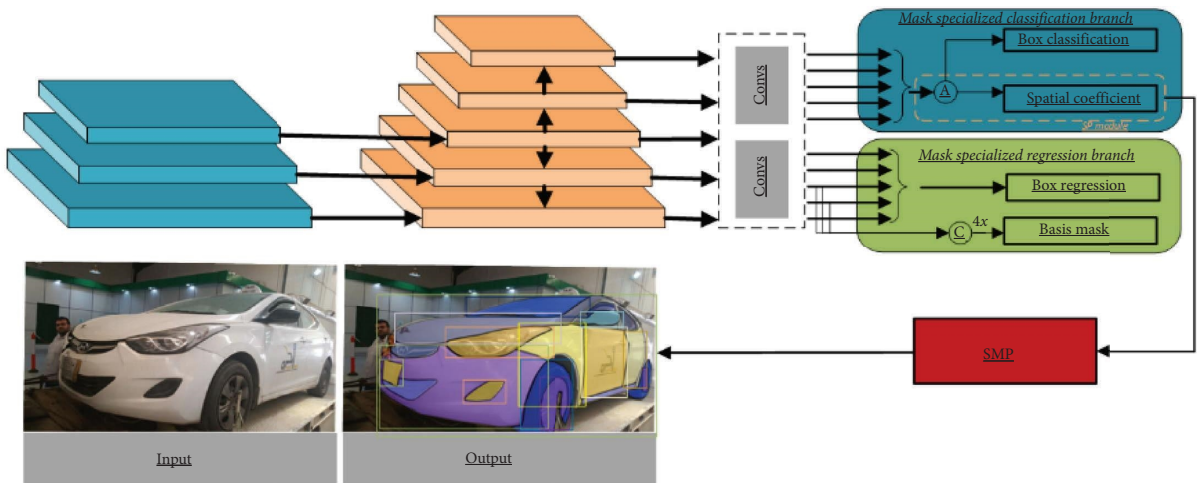 Mask specialized classification branch
Box classification
Convs
A
Spatial coefficient
SP module
Mask specialized regression branch
Convs
Box regression
C
4x
Basis mask
SMP
Input
Output